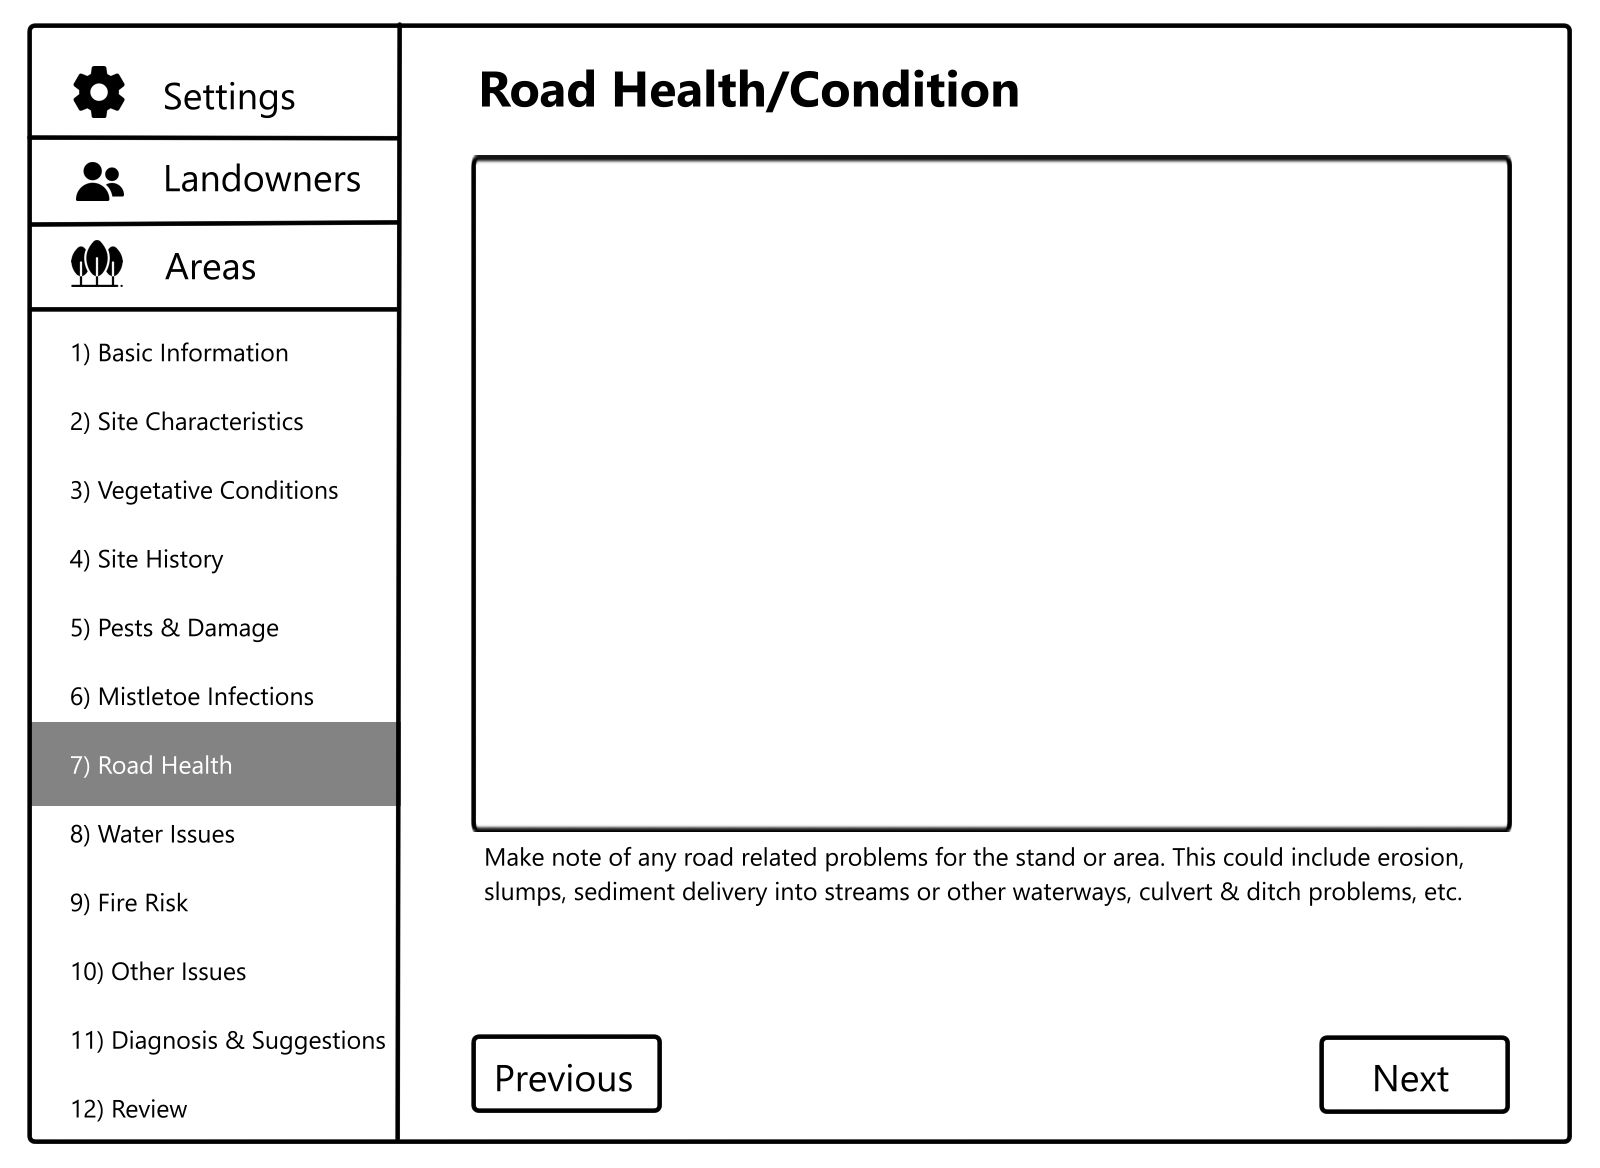 Settings
Landowners
Areas
1) Basic Information
2) Site Characteristics
3) Vegetative Conditions
4) Site History
5) Pests & Damage
6) Mistletoe Infections
7) Road Health
8) Water Issues
9) Fire Risk
10) Other Issues
11) Diagnosis & Suggestions
12) Review
Road Health/Condition
Make note of any road related problems for the stand or area. This could include erosion,
slumps, sediment delivery into streams or other waterways, culvert & ditch problems, etc.
Previous
Next